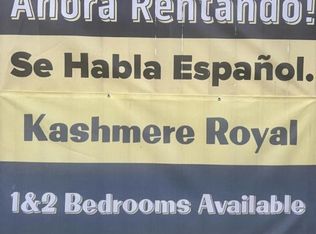 Ahora Rentando!
Se Habla Español.
Kashmere Royal
1&2 Bedrooms Available